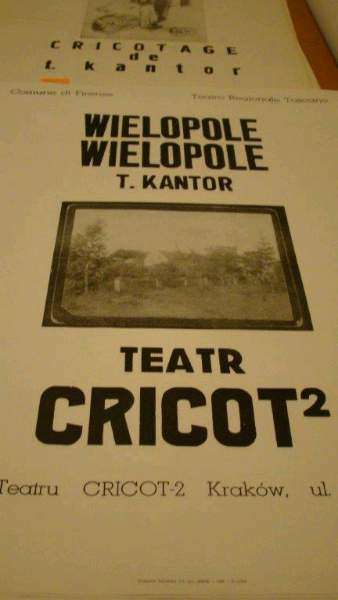 CRICOTAGE
de
t. kantor
Comune di Firenze
Teatro Regionale Toscano
WIELOPOLE
WIELOPOLE
T. KANTOR
TEATR
CRICOT²
Teatru CRICOT-2 Kraków, ul.